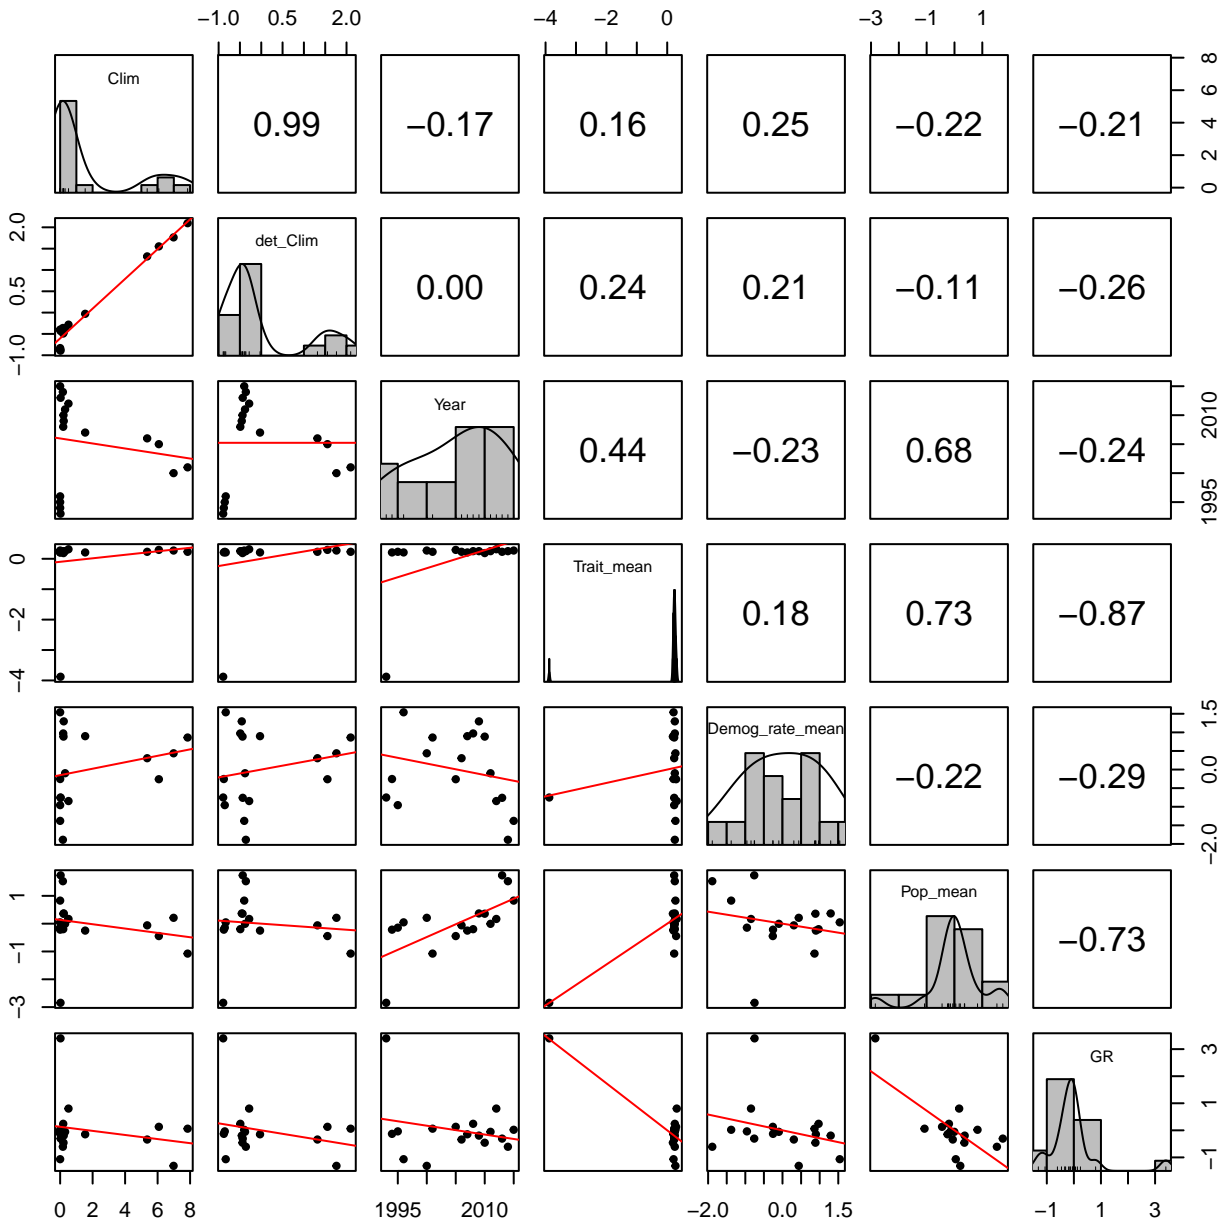 −1.0 0.5 2.0 −4 −2 0 −3 −1 1
Clim
0.99 −0.17 0.16 0.25 −0.22 −0.21
0 2 4 6 8
−1.0 0.5 2.0
det_Clim
0.00 0.24 0.21 −0.11 −0.26
Year
0.44 −0.23 0.68 −0.24
1995 2010
−4 −2 0
Trait_mean
0.18 0.73 −0.87
Demog_rate_mean
−0.22 −0.29
−2.0 0.0 1.5
−3 −1 1
Pop_mean
−0.73
GR
−1 1 3
0 2 4 6 8 1995 2010 −2.0 0.0 1.5 −1 1 3